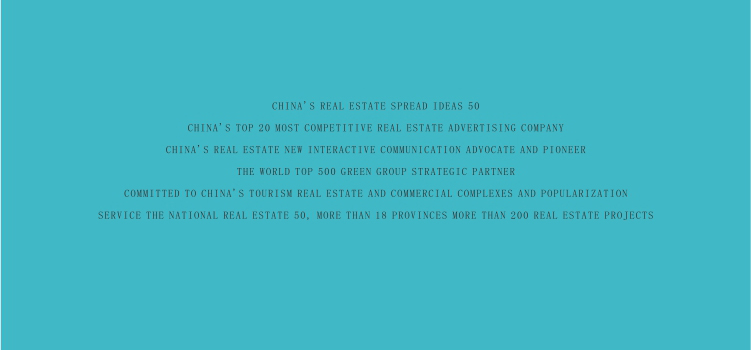 CHINA'S REAL ESTATE SPREAD IDEAS 50
CHINA'S TOP 20 MOST COMPETITIVE REAL ESTATE ADVERTISING COMPANY
CHINA'S REAL ESTATE NEW INTERACTIVE COMMUNICATION ADVOCATE AND PIONEER
THE WORLD TOP 500 GREEN GROUP STRATEGIC PARTNER
COMMITTED TO CHINA'S TOURISM REAL ESTATE AND COMMERCIAL COMPLEXES AND POPULARIZATION
SERVICE THE NATIONAL REAL ESTATE 50, MORE THAN 18 PROVINCES MORE THAN 200 REAL ESTATE PROJECTS